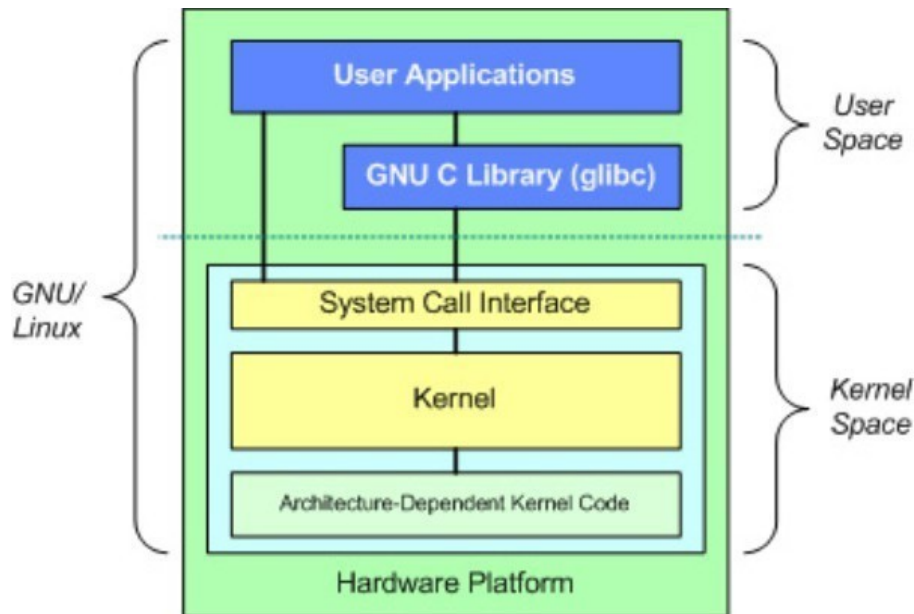 User Applications
GNU C Library (glibc)
User
Space
GNU/
Linux
System Call Interface
Kernel
Kernel
Space
Architecture-Dependent Kernel Code
Hardware Platform